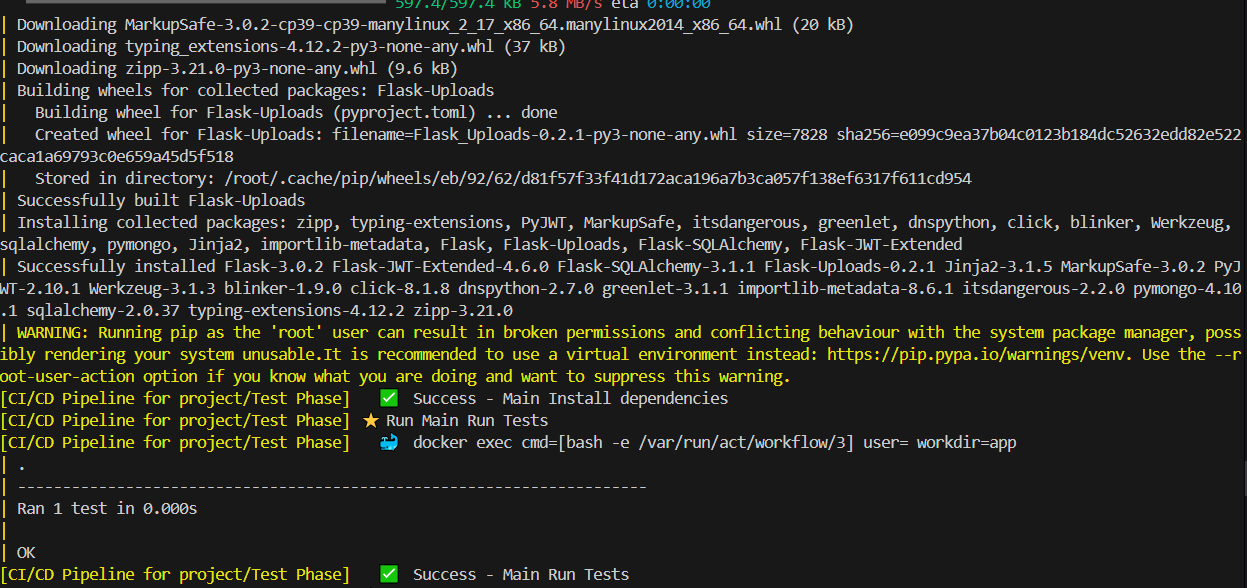 597.4/597.4 kB 5.8 MB/s eta 0:00:00
| Downloading MarkupSafe-3.0.2-cp39-cp39-manylinux_2_17_x86_64.manylinux2014_x86_64.whl (20 kB)
| Downloading typing_extensions-4.12.2-py3-none-any.whl (37 kB)
| Downloading zipp-3.21.0-py3-none-any.whl (9.6 kB)
| Building wheels for collected packages: Flask-Uploads
|   Building wheel for Flask-Uploads (pyproject.toml) ... done
|   Created wheel for Flask-Uploads: filename=Flask_Uploads-0.2.1-py3-none-any.whl size=7828 sha256=e099c9ea37b04c0123b184dc52632edd82e522
caca1a69793c0e659a45d5f518
|   Stored in directory: /root/.cache/pip/wheels/eb/92/62/d81f57f33f41d172aca196a7b3ca057f138ef6317f611cd954
| Successfully built Flask-Uploads
| Installing collected packages: zipp, typing-extensions, PyJWT, MarkupSafe, itsdangerous, greenlet, dnspython, click, blinker, Werkzeug,
sqlalchemy, pymongo, Jinja2, importlib-metadata, Flask, Flask-Uploads, Flask-SQLAlchemy, Flask-JWT-Extended
| Successfully installed Flask-3.0.2 Flask-JWT-Extended-4.6.0 Flask-SQLAlchemy-3.1.1 Flask-Uploads-0.2.1 Jinja2-3.1.5 MarkupSafe-3.0.2 PyJ
WT-2.10.1 Werkzeug-3.1.3 blinker-1.9.0 click-8.1.8 dnspython-2.7.0 greenlet-3.1.1 importlib-metadata-8.6.1 itsdangerous-2.2.0 pymongo-4.10
.1 sqlalchemy-2.0.37 typing-extensions-4.12.2 zipp-3.21.0
| WARNING: Running pip as the 'root' user can result in broken permissions and conflicting behaviour with the system package manager, poss
ibly rendering your system unusable.It is recommended to use a virtual environment instead: https://pip.pypa.io/warnings/venv. Use the --r
oot-user-action option if you know what you are doing and want to suppress this warning.
[CI/CD Pipeline for project/Test Phase]   ✅  Success - Main Install dependencies
[CI/CD Pipeline for project/Test Phase] ⭐ Run Main Run Tests
[CI/CD Pipeline for project/Test Phase]   🐳  docker exec cmd=[bash -e /var/run/act/workflow/3] user= workdir=app
| .
| ----------------------------------------------------------------------
| Ran 1 test in 0.000s
|
| OK
[CI/CD Pipeline for project/Test Phase]   ✅  Success - Main Run Tests